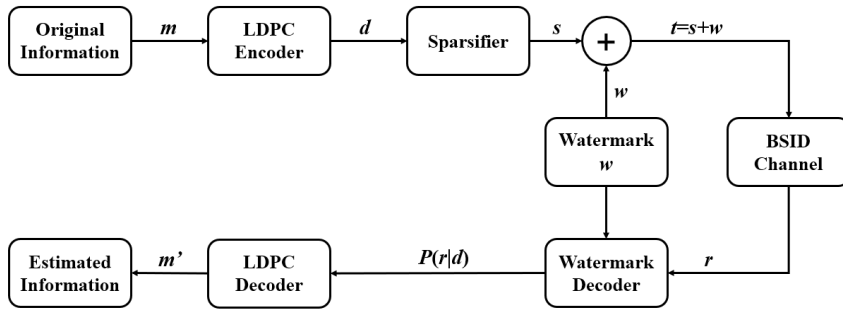 Original
Information
m
LDPC
Encoder
d
Sparsifier
s
+
t=s+w
w
Watermark
w
BSID
Channel
Estimated
Information
m'
LDPC
Decoder
P(r|d)
Watermark
Decoder
r